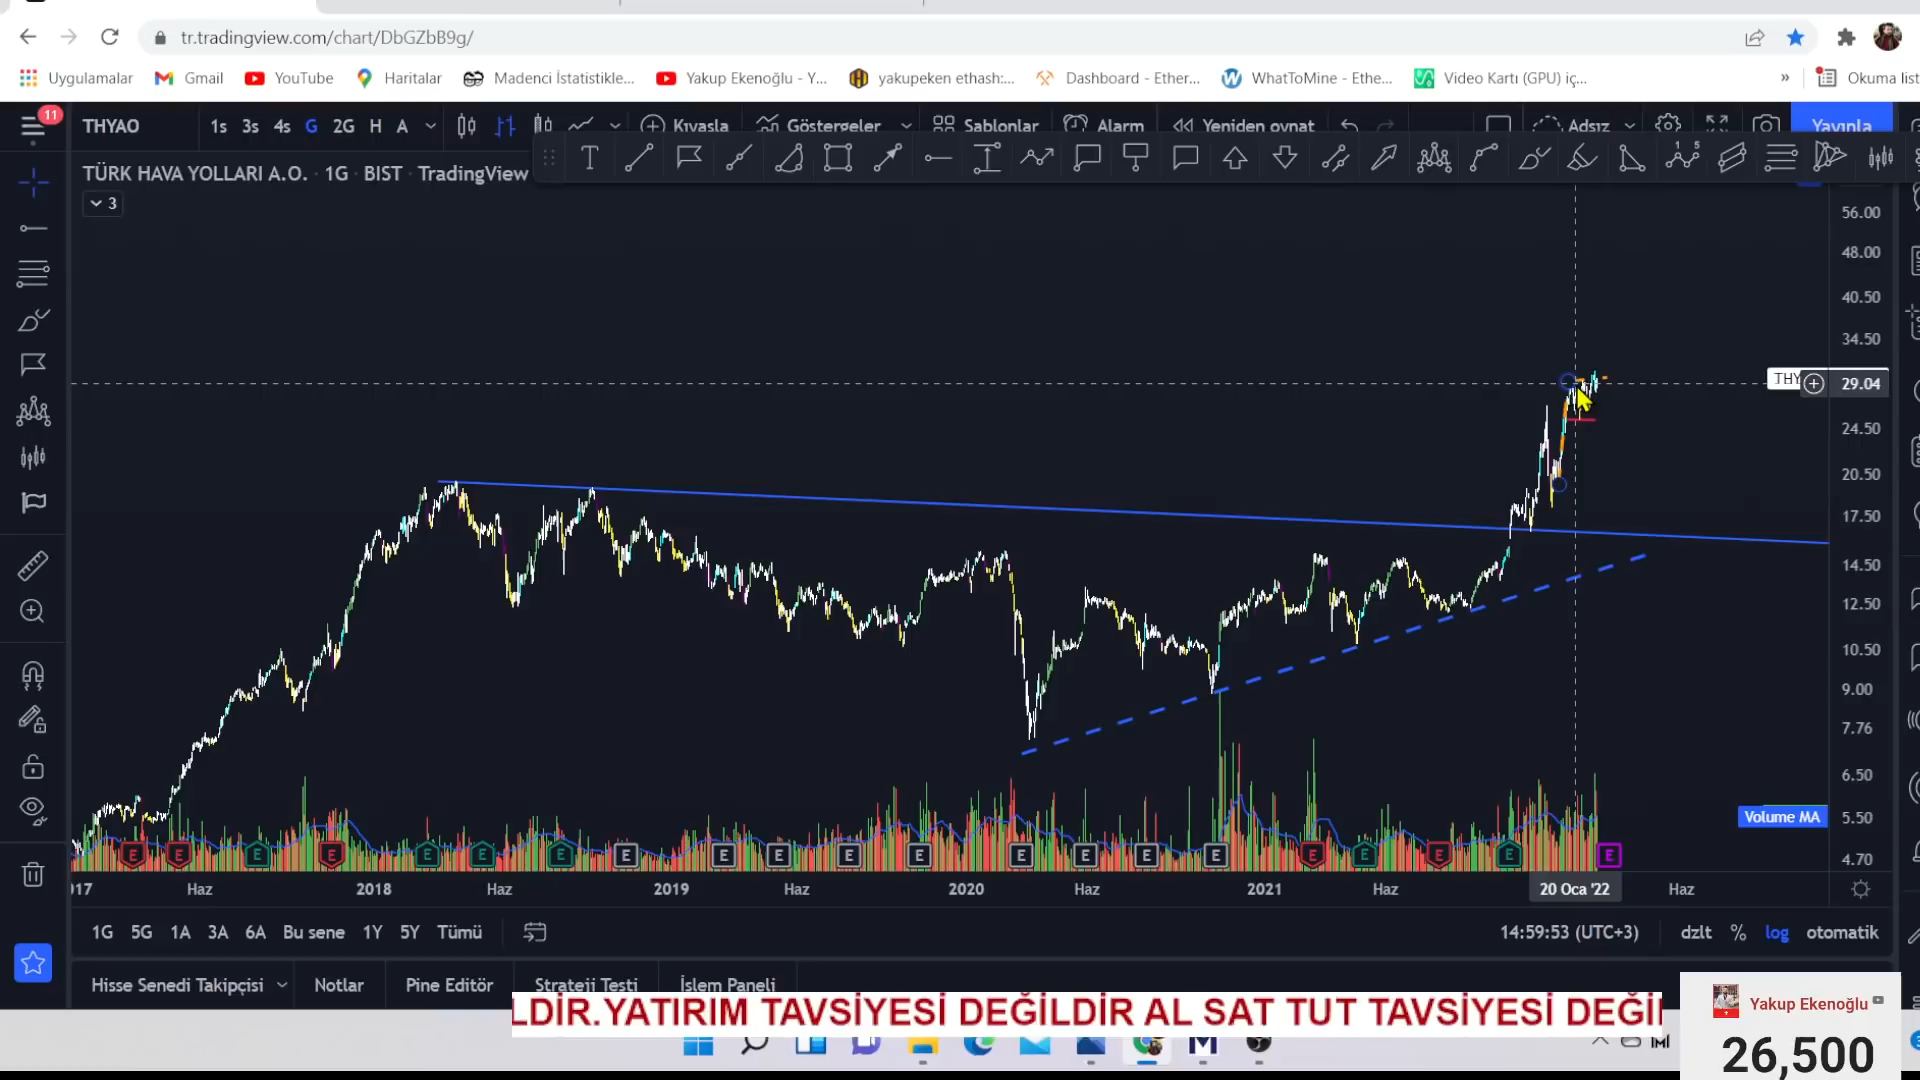 tr.tradingview.com/chart/DbGZbB9g/
Uygulamalar Gmail YouTube Haritalar Madenci İstatistikle... Yakup Ekenoğlu - Y... yakupeken ethash:... Dashboard - Ether... WhatToMine - Ethe... Video Kartı (GPU) iç... » Okuma list
11
THYAO 1s 3s 4s G 2G H A Kıyasla Göstergeler Şablonlar Alarm Yeniden oynat Adsız Yayınla
TÜRK HAVA YOLLARI A.O. · 1G · BIST · TradingView
3
56.00
48.00
40.50
34.50
THY 29.04
24.50
20.50
17.50
14.50
12.50
10.50
9.00
7.76
6.50
Volume MA 5.50
4.70
E E E E E E E E E E E E E E E E E E E E E
17 Haz 2018 Haz 2019 Haz 2020 Haz 2021 Haz 20 Oca '22 Haz
1G 5G 1A 3A 6A Bu sene 1Y 5Y Tümü 14:59:53 (UTC+3) dzlt % log otomatik
Hisse Senedi Takipçisi Notlar Pine Editör Strateji Testi İşlem Paneli
LDİR.YATIRIM TAVSİYESİ DEĞİLDİR AL SAT TUT TAVSİYESİ DEĞİ
Yakup Ekenoğlu
26,500